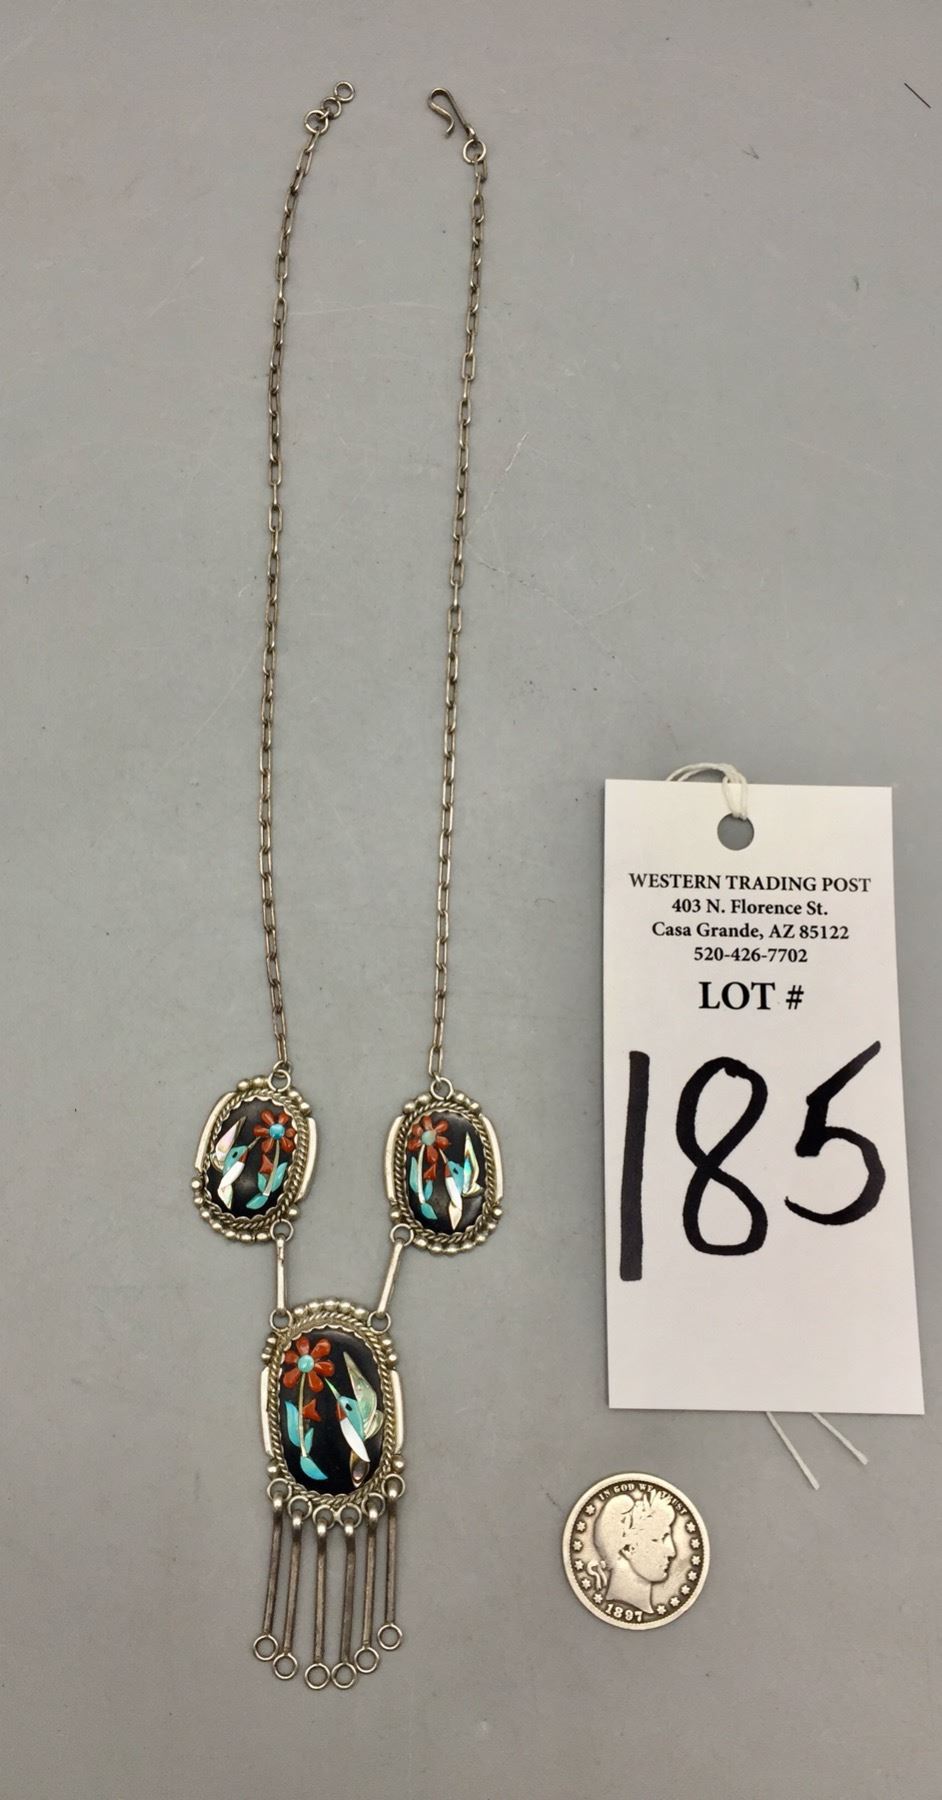 WESTERN TRADING POST
403 N. Florence St.
Casa Grande, AZ 85122
520-426-7702
LOT #
185
IN GOD WE TRUST
1897